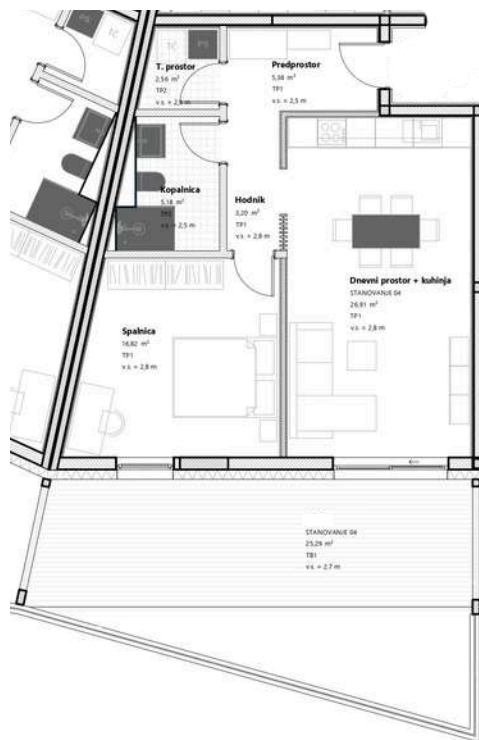 T. prostor
2,56 m²
TP2
Predprostor
5,38 m²
TP1
v.s. = 2,5 m
Kopalnica
5,18 m²
v.s. = 2,5 m
Hodnik
3,20 m²
TP1
v.s. = 2,8 m
Dnevni prostor + kuhinja
STANOVANJE 04
26,91 m²
TP1
v.s. = 2,8 m
Spalnica
16,82 m²
TP1
v.s. = 2,8 m
STANOVANJE 04
25,29 m²
TB1
v.s. = 2.7 m